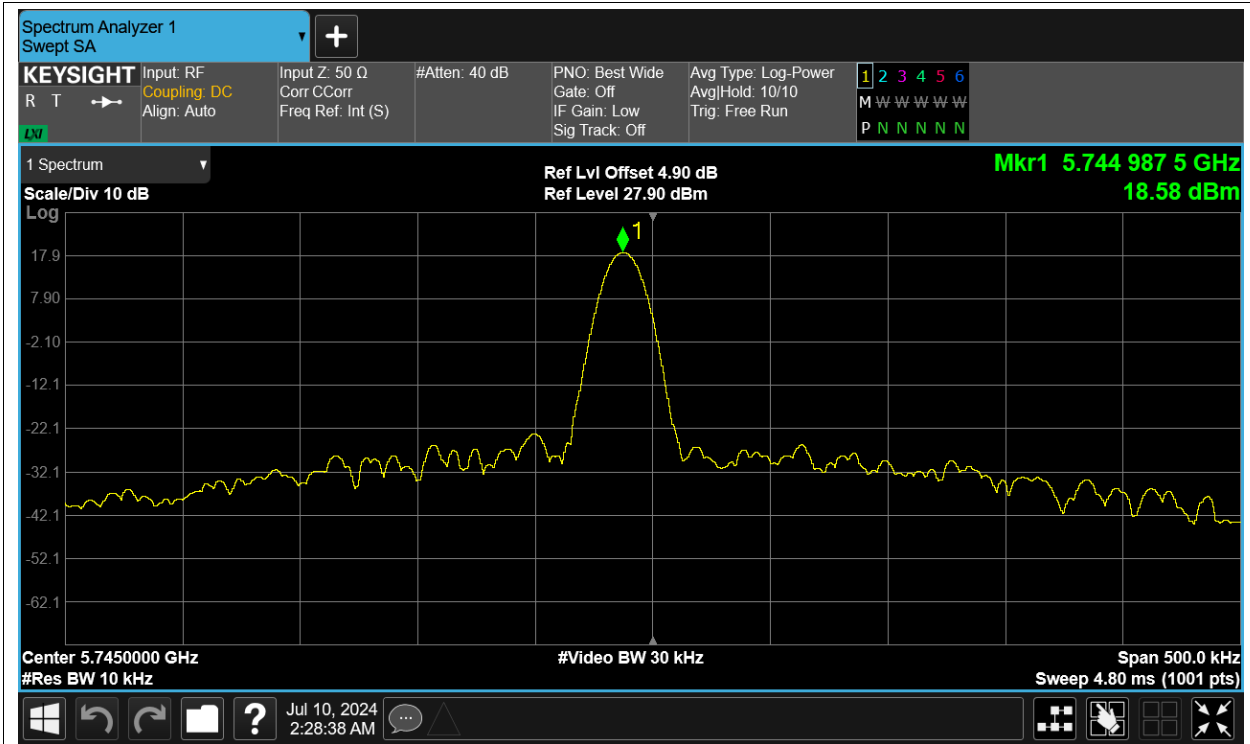 Spectrum Analyzer 1
Swept SA
KEYSIGHT
R T
LXI
Input: RF
Coupling: DC
Align: Auto
Input Z: 50 Ω
Corr CCorr
Freq Ref: Int (S)
#Atten: 40 dB
PNO: Best Wide
Gate: Off
IF Gain: Low
Sig Track: Off
Avg Type: Log-Power
Avg|Hold: 10/10
Trig: Free Run
1 2 3 4 5 6
M W W W W W
P N N N N N
1 Spectrum
Scale/Div 10 dB
Log
Ref Lvl Offset 4.90 dB
Ref Level 27.90 dBm
Mkr1 5.744 987 5 GHz
18.58 dBm
1
17.9
7.90
-2.10
-12.1
-22.1
-32.1
-42.1
-52.1
-62.1
Center 5.7450000 GHz
#Res BW 10 kHz
#Video BW 30 kHz
Span 500.0 kHz
Sweep 4.80 ms (1001 pts)
?
Jul 10, 2024
2:28:38 AM